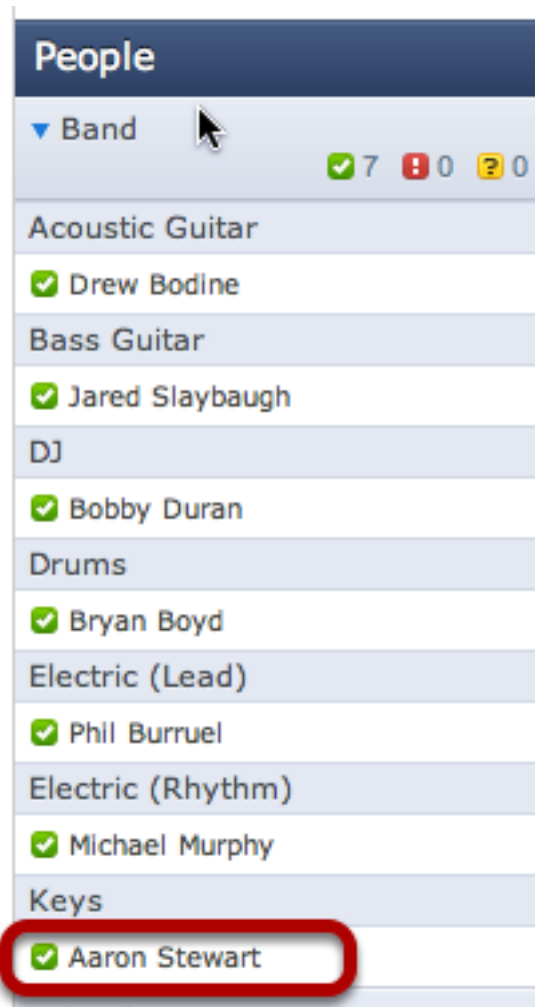 People
Band
7 0 0
Acoustic Guitar
Drew Bodine
Bass Guitar
Jared Slaybaugh
DJ
Bobby Duran
Drums
Bryan Boyd
Electric (Lead)
Phil Burruel
Electric (Rhythm)
Michael Murphy
Keys
Aaron Stewart